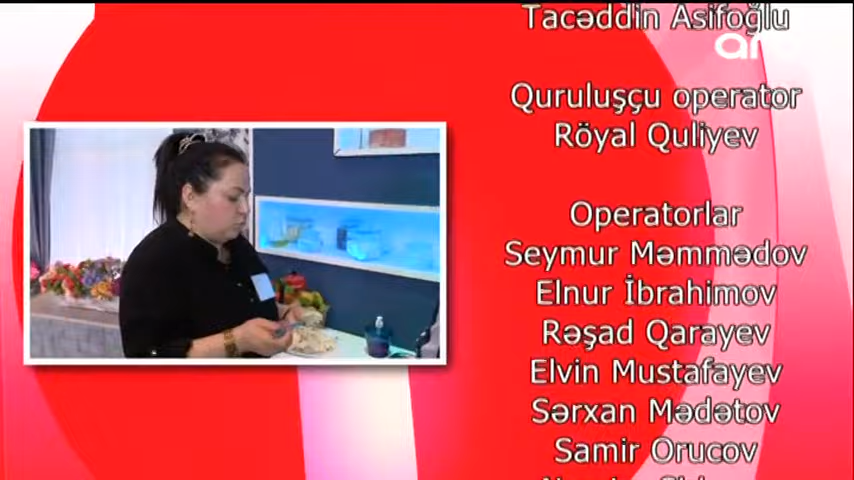 Tacəddin Asifoğlu
Quruluşçu operator
Röyal Quliyev
Operatorlar
Seymur Məmmədov
Elnur İbrahimov
Rəşad Qarayev
Elvin Mustafayev
Sərxan Mədətov
Samir Orucov